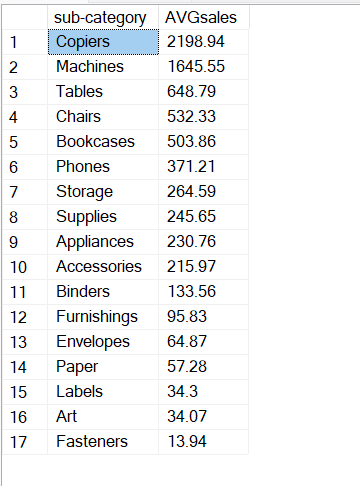 sub-category AVGsales
1 Copiers 2198.94
2 Machines 1645.55
3 Tables 648.79
4 Chairs 532.33
5 Bookcases 503.86
6 Phones 371.21
7 Storage 264.59
8 Supplies 245.65
9 Appliances 230.76
10 Accessories 215.97
11 Binders 133.56
12 Furnishings 95.83
13 Envelopes 64.87
14 Paper 57.28
15 Labels 34.3
16 Art 34.07
17 Fasteners 13.94